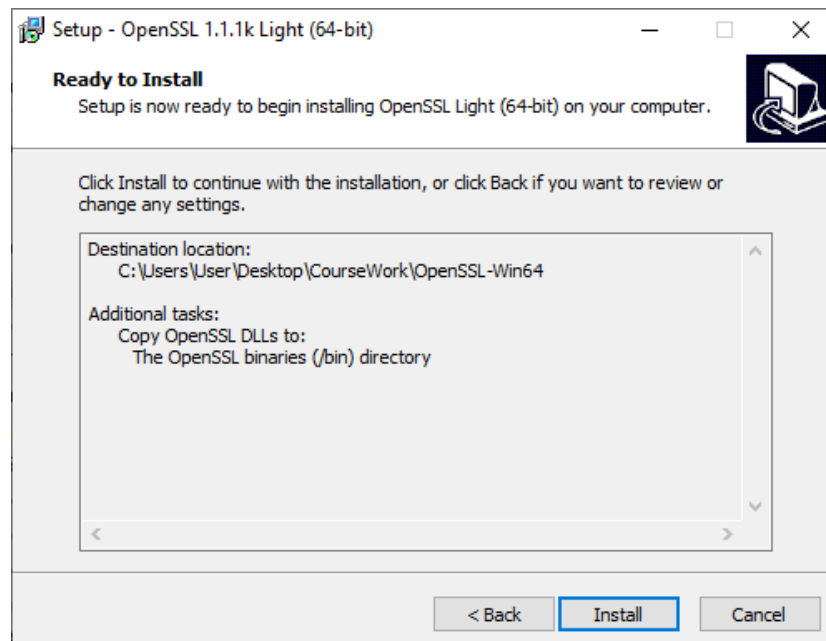 Setup - OpenSSL 1.1.1k Light (64-bit)
Ready to Install
Setup is now ready to begin installing OpenSSL Light (64-bit) on your computer.
Click Install to continue with the installation, or click Back if you want to review or
change any settings.
Destination location:
C:\Users\User\Desktop\CourseWork\OpenSSL-Win64
Additional tasks:
Copy OpenSSL DLLs to:
The OpenSSL binaries (/bin) directory
< Back
Install
Cancel